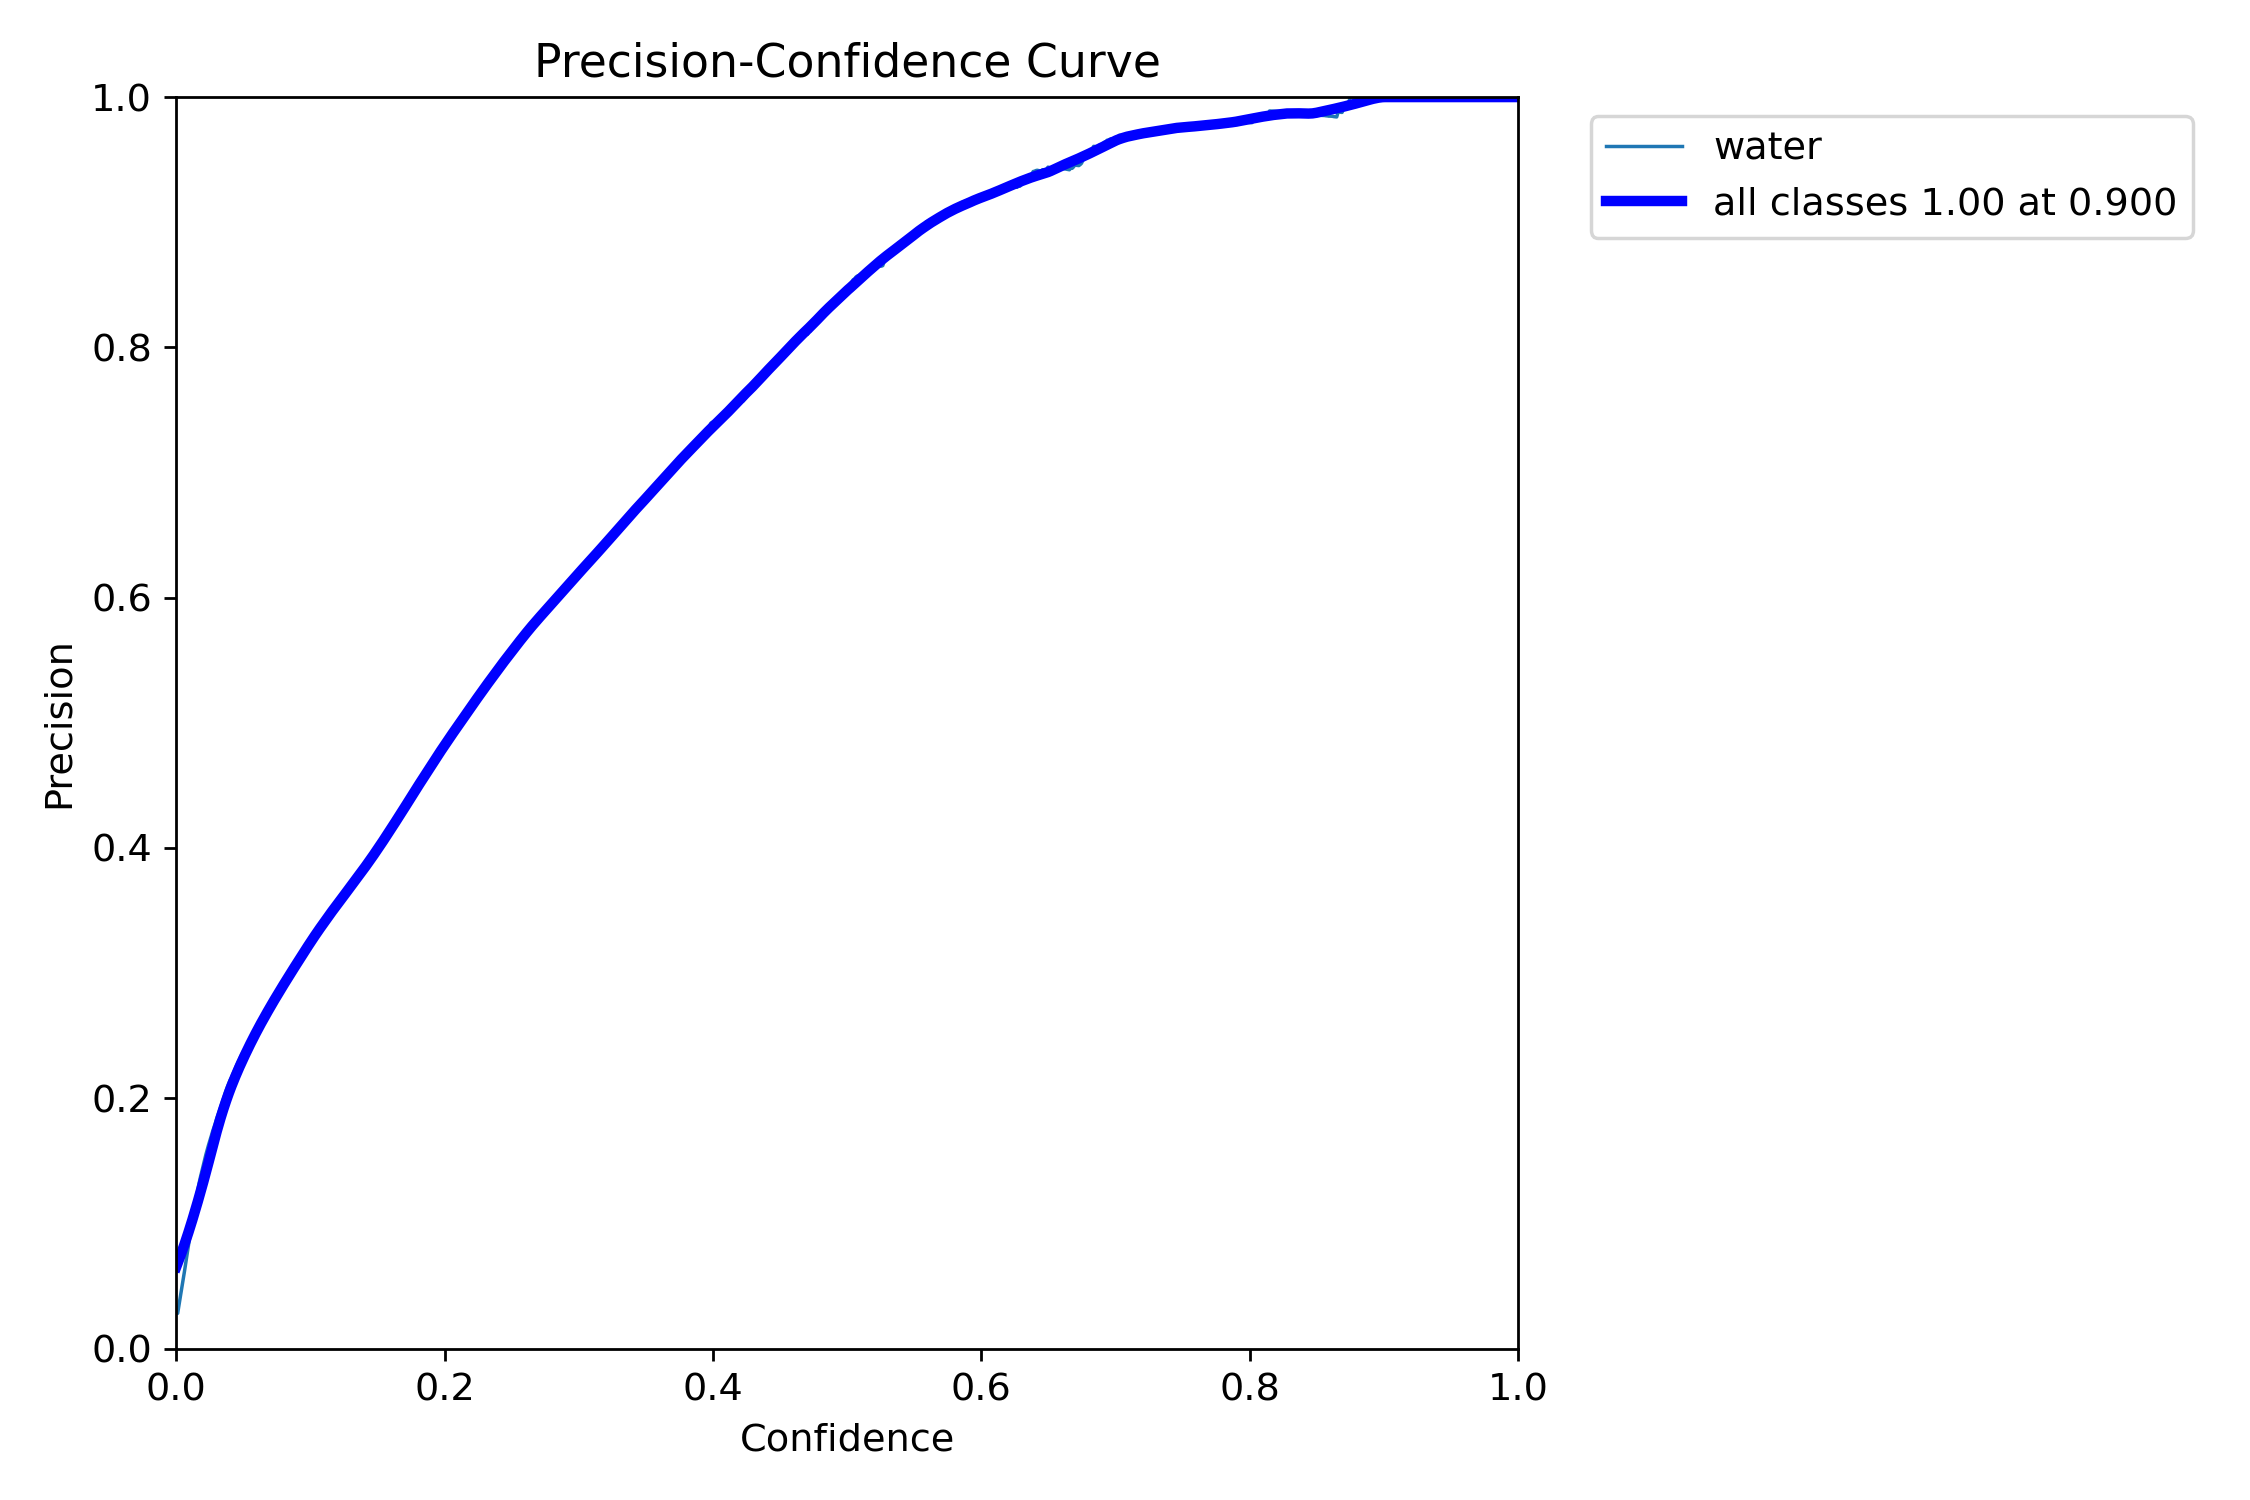 Precision-Confidence Curve
1.0
0.8
0.6
0.4
0.2
0.0
Precision
0.0 0.2 0.4 0.6 0.8 1.0
Confidence
water
all classes 1.00 at 0.900